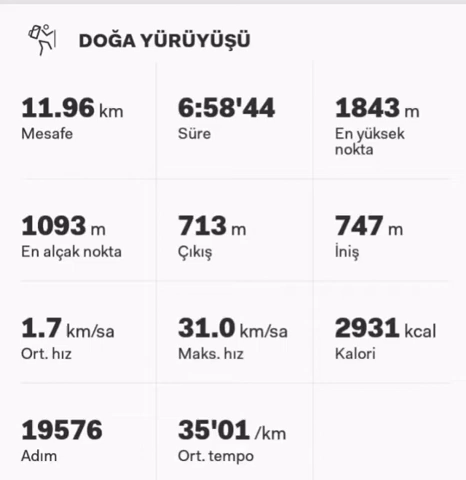 DOĞA YÜRÜYÜŞÜ
11.96 km
Mesafe
6:58'44
Süre
1843 m
En yüksek
nokta
1093 m
En alçak nokta
713 m
Çıkış
747 m
İniş
1.7 km/sa
Ort. hız
31.0 km/sa
Maks. hız
2931 kcal
Kalori
19576
Adım
35'01 /km
Ort. tempo